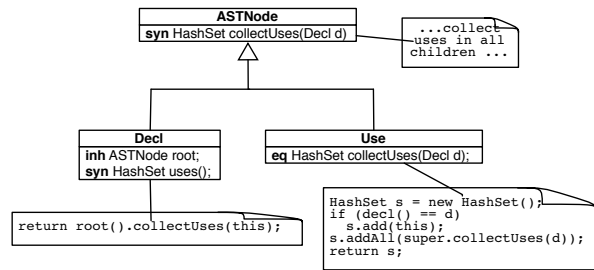 ASTNode
syn HashSet collectUses(Decl d)
...collect
uses in all
children ...
Decl
inh ASTNode root;
syn HashSet uses();
Use
eq HashSet collectUses(Decl d);
return root().collectUses(this);
HashSet s = new HashSet();
if (decl() == d)
s.add(this);
s.addAll(super.collectUses(d));
return s;